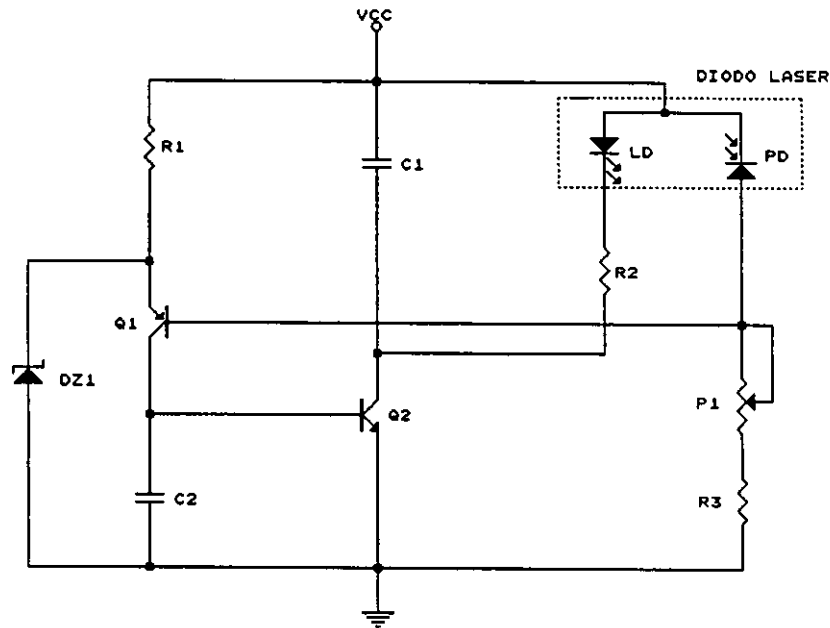 VCC
DIODO LASER
R1
C1
LD
PD
R2
Q1
DZ1
Q2
P1
C2
R3